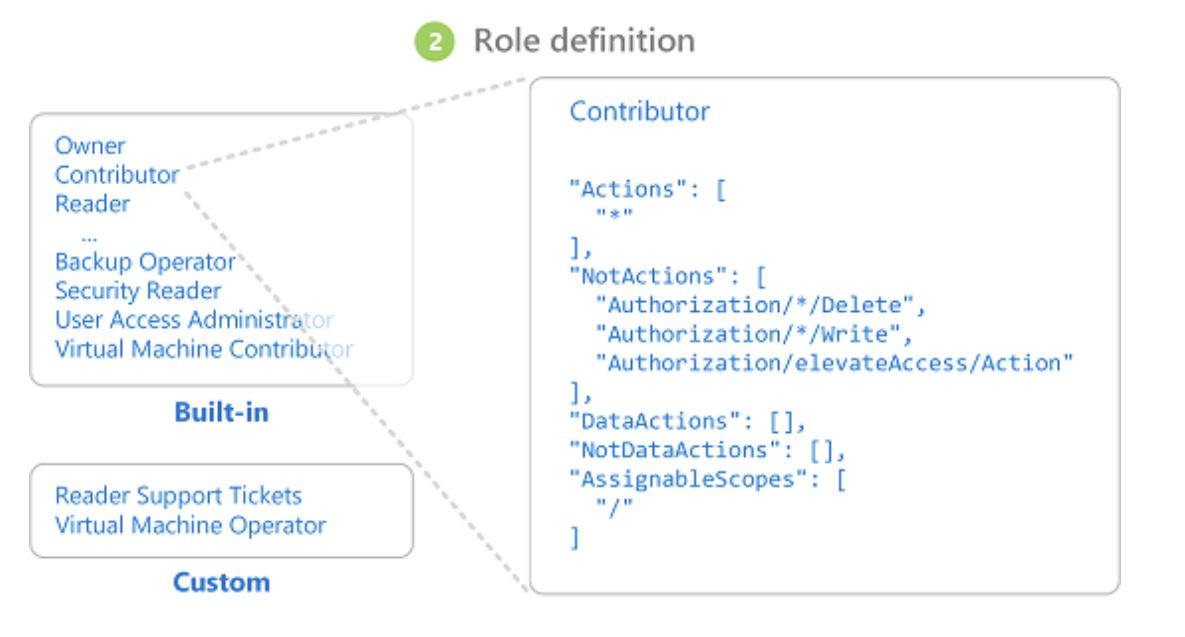 2 Role definition
Owner
Contributor
Reader
...
Backup Operator
Security Reader
User Access Administrator
Virtual Machine Contributor
Built-in
Reader Support Tickets
Virtual Machine Operator
Custom
Contributor
"Actions": [
"*"
],
"NotActions": [
"Authorization/*/Delete",
"Authorization/*/Write",
"Authorization/elevateAccess/Action"
],
"DataActions": [],
"NotDataActions": [],
"AssignableScopes": [
"/"
]